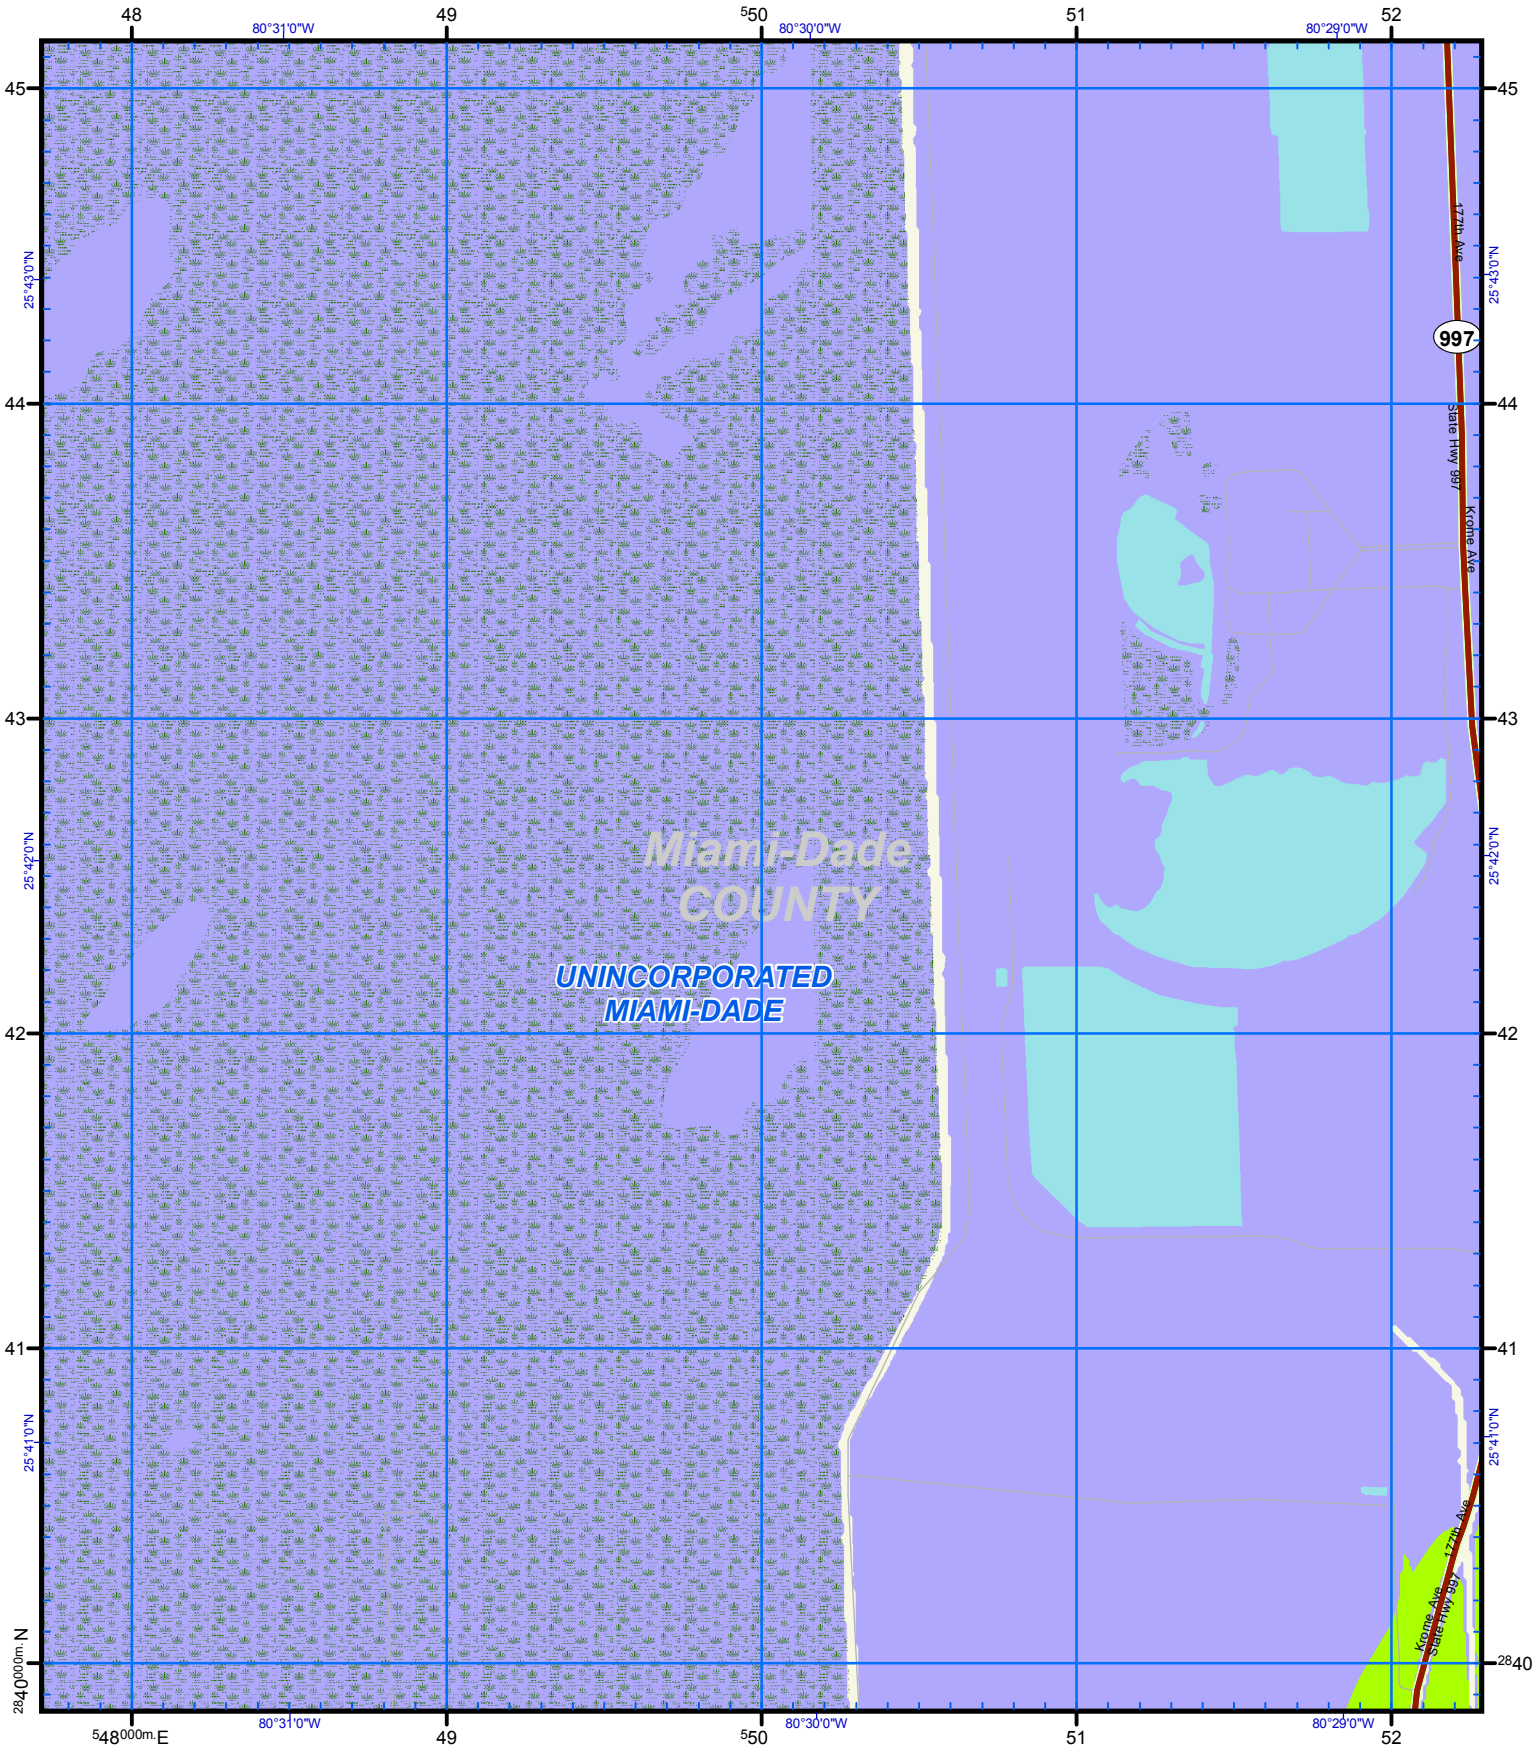 48 49 550 51 52
80°31'0"W 80°30'0"W 80°29'0"W
45 45
177th Ave
25°43'0"N 25°43'0"N
997
44 44
State Hwy 997
Krome Ave
43 43
Miami-Dade
COUNTY
25°42'0"N 25°42'0"N
UNINCORPORATED
MIAMI-DADE
42 42
41 41
25°41'0"N 25°41'0"N
177th Ave
Krome Ave
State Hwy 997
2840000m. N 2840
80°31'0"W 80°30'0"W 80°29'0"W
548000m. E 49 550 51 52